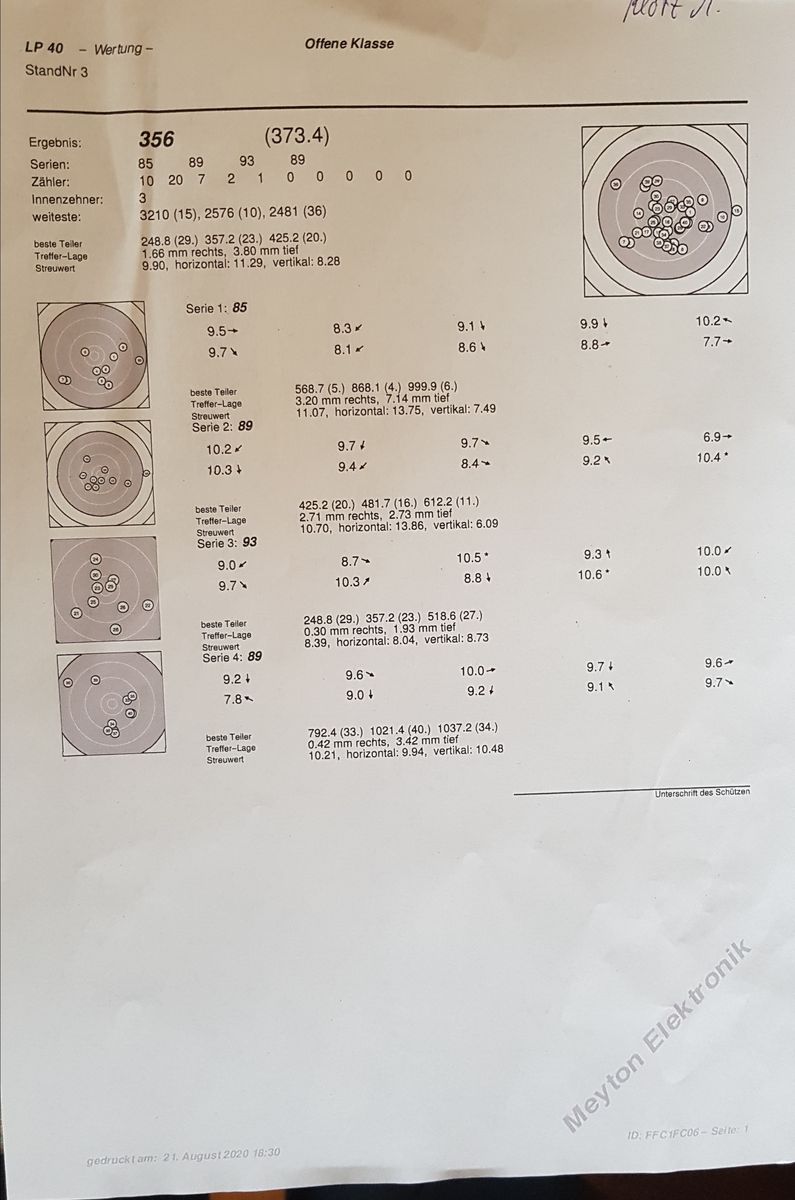 LP 40 – Wertung –
Offene Klasse
StandNr 3
Ergebnis: 356 (373.4)
Serien: 85 89 93 89
Zähler: 10 20 7 2 1 0 0 0 0 0
Innenzehner: 3
weiteste: 3210 (15), 2576 (10), 2481 (36)
beste Teiler 248.8 (29.) 357.2 (23.) 425.2 (20.)
Treffer-Lage 1.66 mm rechts, 3.80 mm tief
Streuwert 9.90, horizontal: 11.29, vertikal: 8.28
Serie 1: 85
9.5→ 8.3↙ 9.1↘ 9.9↓ 10.2↖
9.7↘ 8.1↙ 8.6↘ 8.8→ 7.7→
beste Teiler 568.7 (5.) 868.1 (4.) 999.9 (6.)
Treffer-Lage 3.20 mm rechts, 7.14 mm tief
Streuwert 11.07, horizontal: 13.75, vertikal: 7.49
Serie 2: 89
10.2↙ 9.7↓ 9.7↘ 9.5← 6.9→
10.3↓ 9.4↙ 8.4↘ 9.2↖ 10.4*
beste Teiler 425.2 (20.) 481.7 (16.) 612.2 (11.)
Treffer-Lage 2.71 mm rechts, 2.73 mm tief
Streuwert 10.70, horizontal: 13.86, vertikal: 6.09
Serie 3: 93
9.0↙ 8.7↘ 10.5* 9.3↑ 10.0↙
9.7↘ 10.3↗ 8.8↓ 10.6* 10.0↖
beste Teiler 248.8 (29.) 357.2 (23.) 518.6 (27.)
Treffer-Lage 0.30 mm rechts, 1.93 mm tief
Streuwert 8.39, horizontal: 8.04, vertikal: 8.73
Serie 4: 89
9.2↓ 9.6↘ 10.0→ 9.7↓ 9.6↗
7.8↖ 9.0↓ 9.2↓ 9.1↖ 9.7↘
beste Teiler 792.4 (33.) 1021.4 (40.) 1037.2 (34.)
Treffer-Lage 0.42 mm rechts, 3.42 mm tief
Streuwert 10.21, horizontal: 9.94, vertikal: 10.48
Unterschrift des Schützen
Meyton Elektronik
gedruckt am: 21. August 2020 18:30
ID: FFC1FC06 – Seite: 1